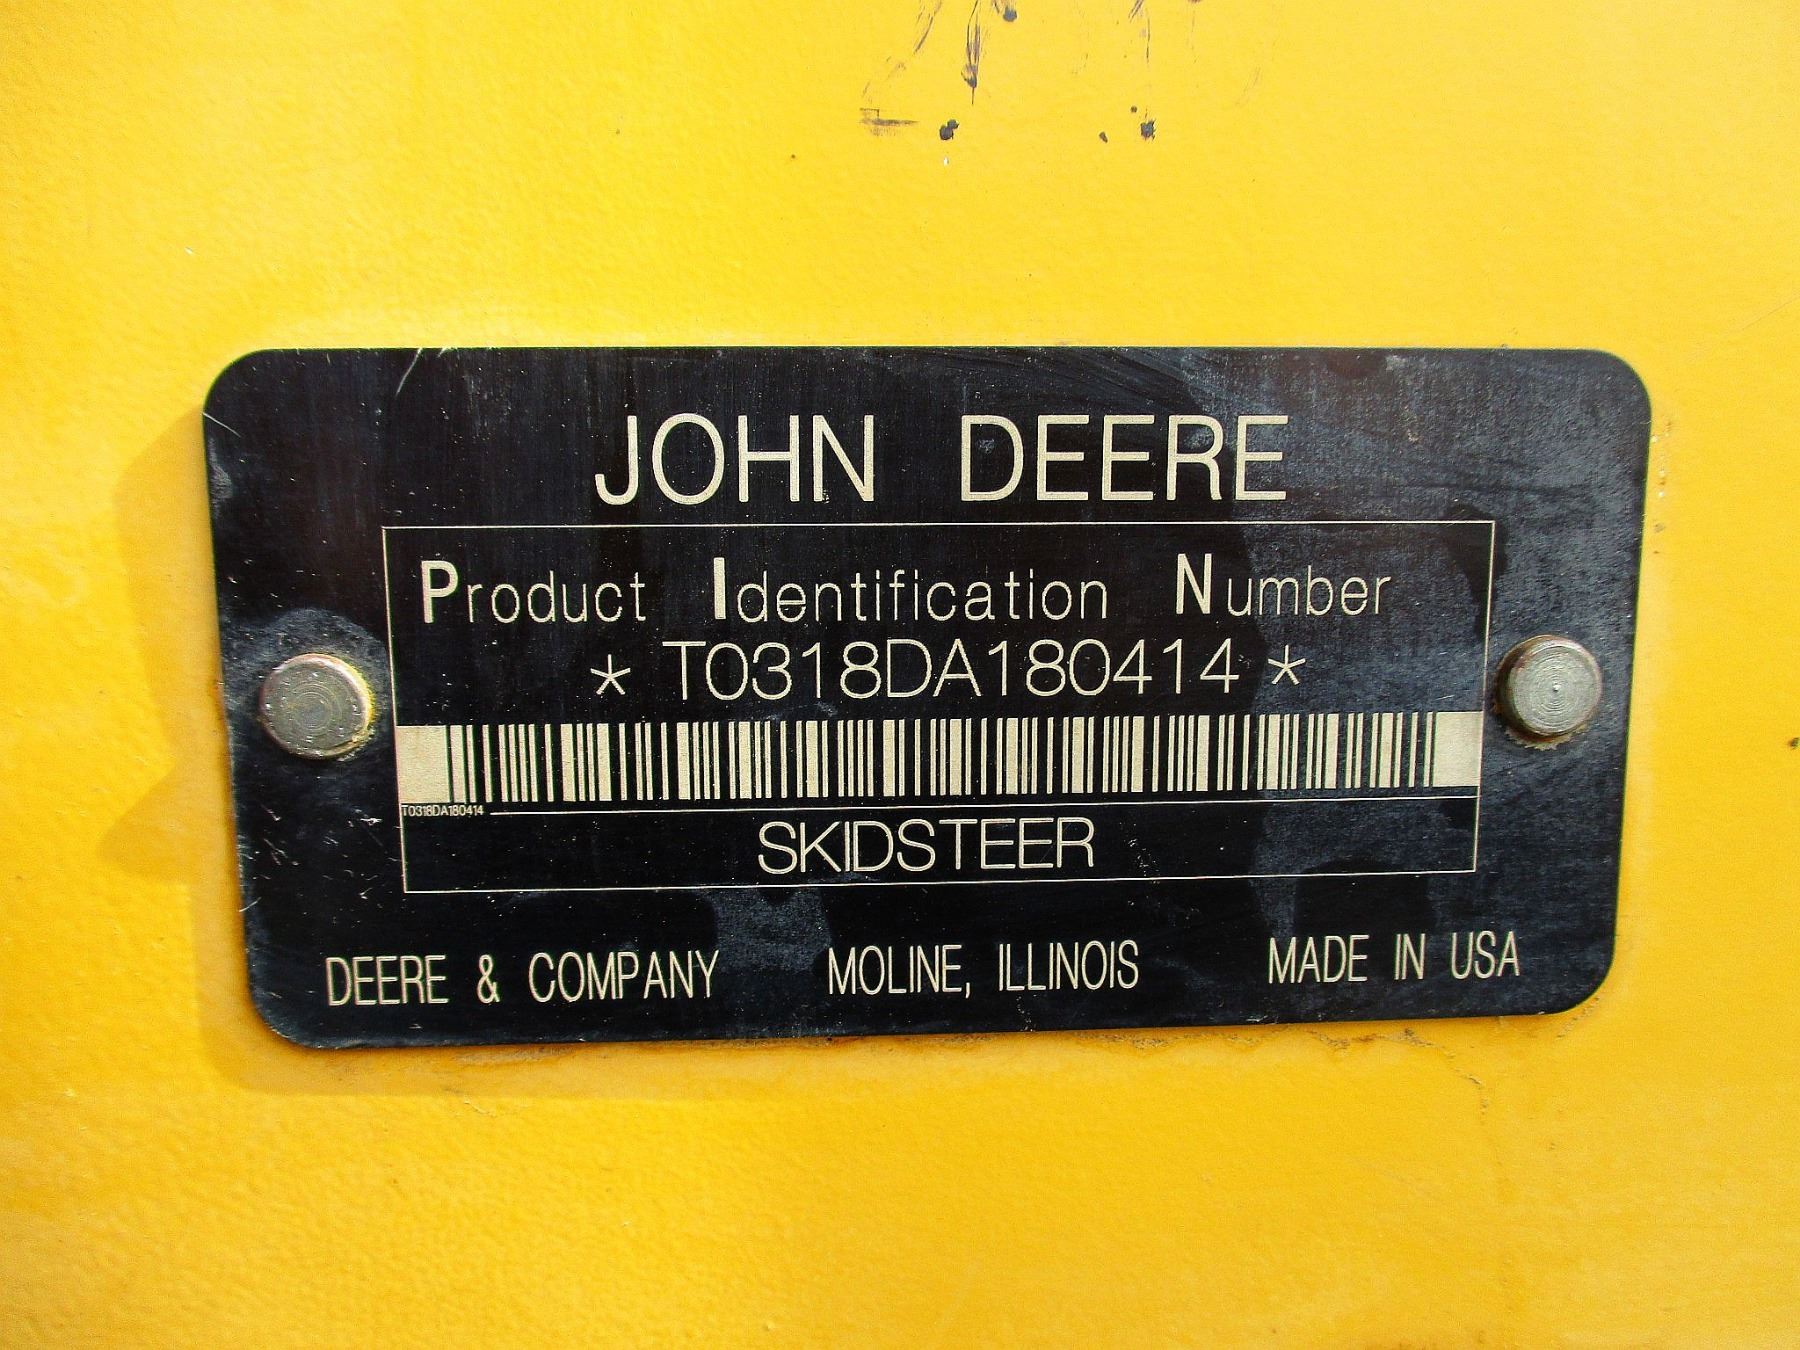 JOHN DEERE
Product Identification Number
* T0318DA180414 *
T0318DA180414
SKIDSTEER
DEERE & COMPANY MOLINE, ILLINOIS MADE IN USA